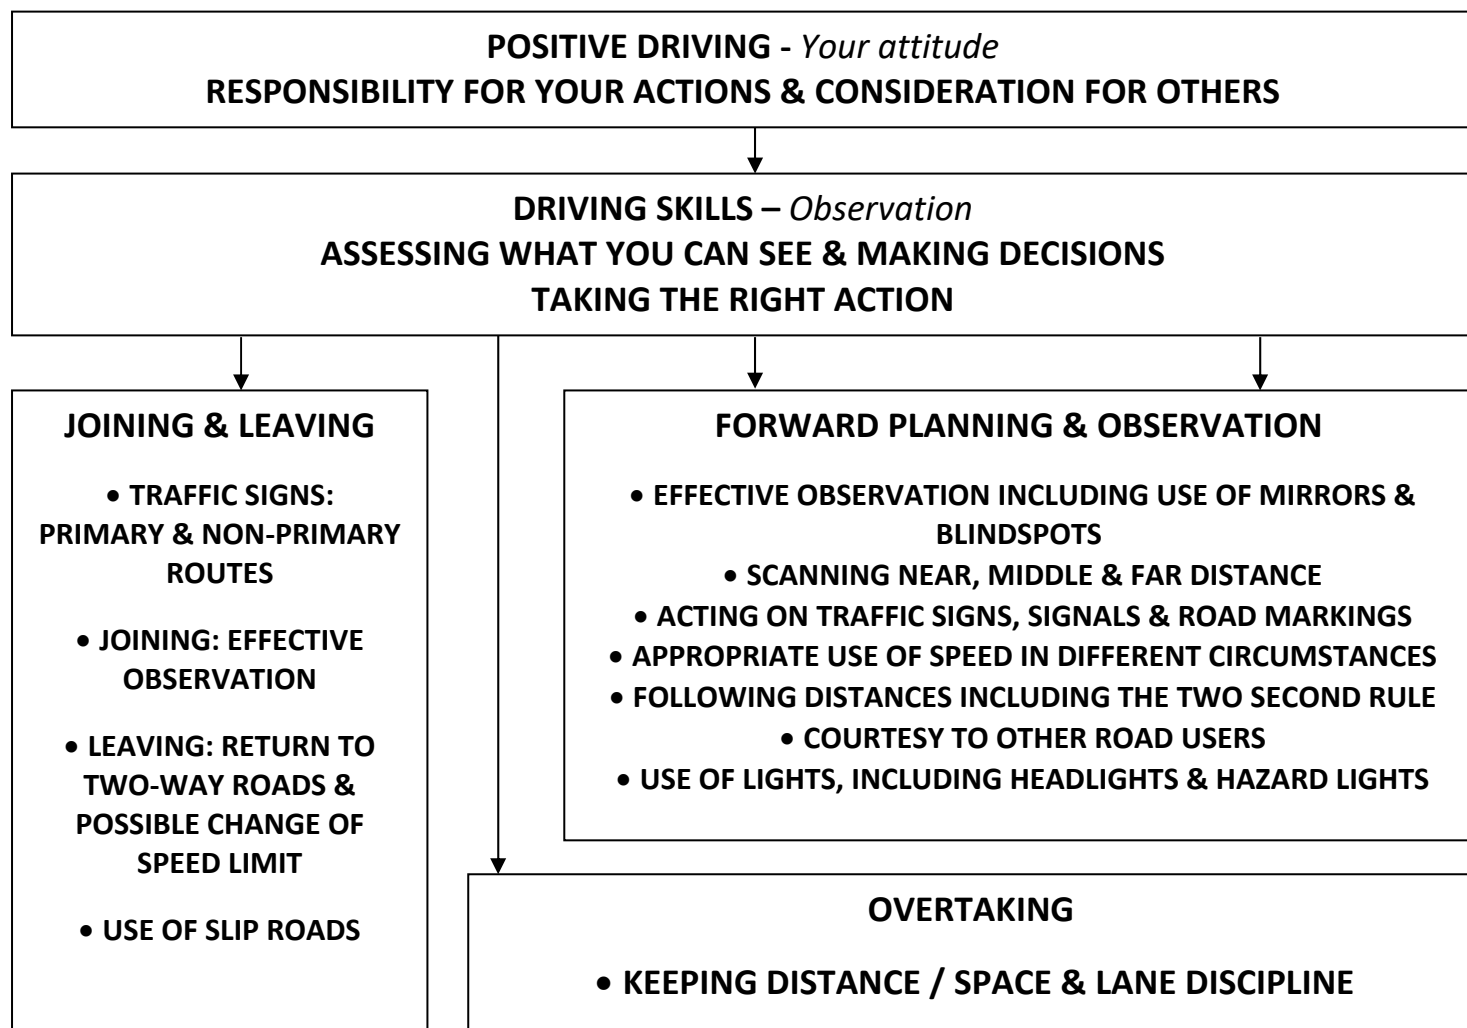 POSITIVE DRIVING - Your attitude
RESPONSIBILITY FOR YOUR ACTIONS & CONSIDERATION FOR OTHERS
DRIVING SKILLS – Observation
ASSESSING WHAT YOU CAN SEE & MAKING DECISIONS
TAKING THE RIGHT ACTION
JOINING & LEAVING
• TRAFFIC SIGNS:
PRIMARY & NON-PRIMARY
ROUTES
• JOINING: EFFECTIVE
OBSERVATION
• LEAVING: RETURN TO
TWO-WAY ROADS &
POSSIBLE CHANGE OF
SPEED LIMIT
• USE OF SLIP ROADS
FORWARD PLANNING & OBSERVATION
• EFFECTIVE OBSERVATION INCLUDING USE OF MIRRORS &
BLINDSPOTS
• SCANNING NEAR, MIDDLE & FAR DISTANCE
• ACTING ON TRAFFIC SIGNS, SIGNALS & ROAD MARKINGS
• APPROPRIATE USE OF SPEED IN DIFFERENT CIRCUMSTANCES
• FOLLOWING DISTANCES INCLUDING THE TWO SECOND RULE
• COURTESY TO OTHER ROAD USERS
• USE OF LIGHTS, INCLUDING HEADLIGHTS & HAZARD LIGHTS
OVERTAKING
• KEEPING DISTANCE / SPACE & LANE DISCIPLINE